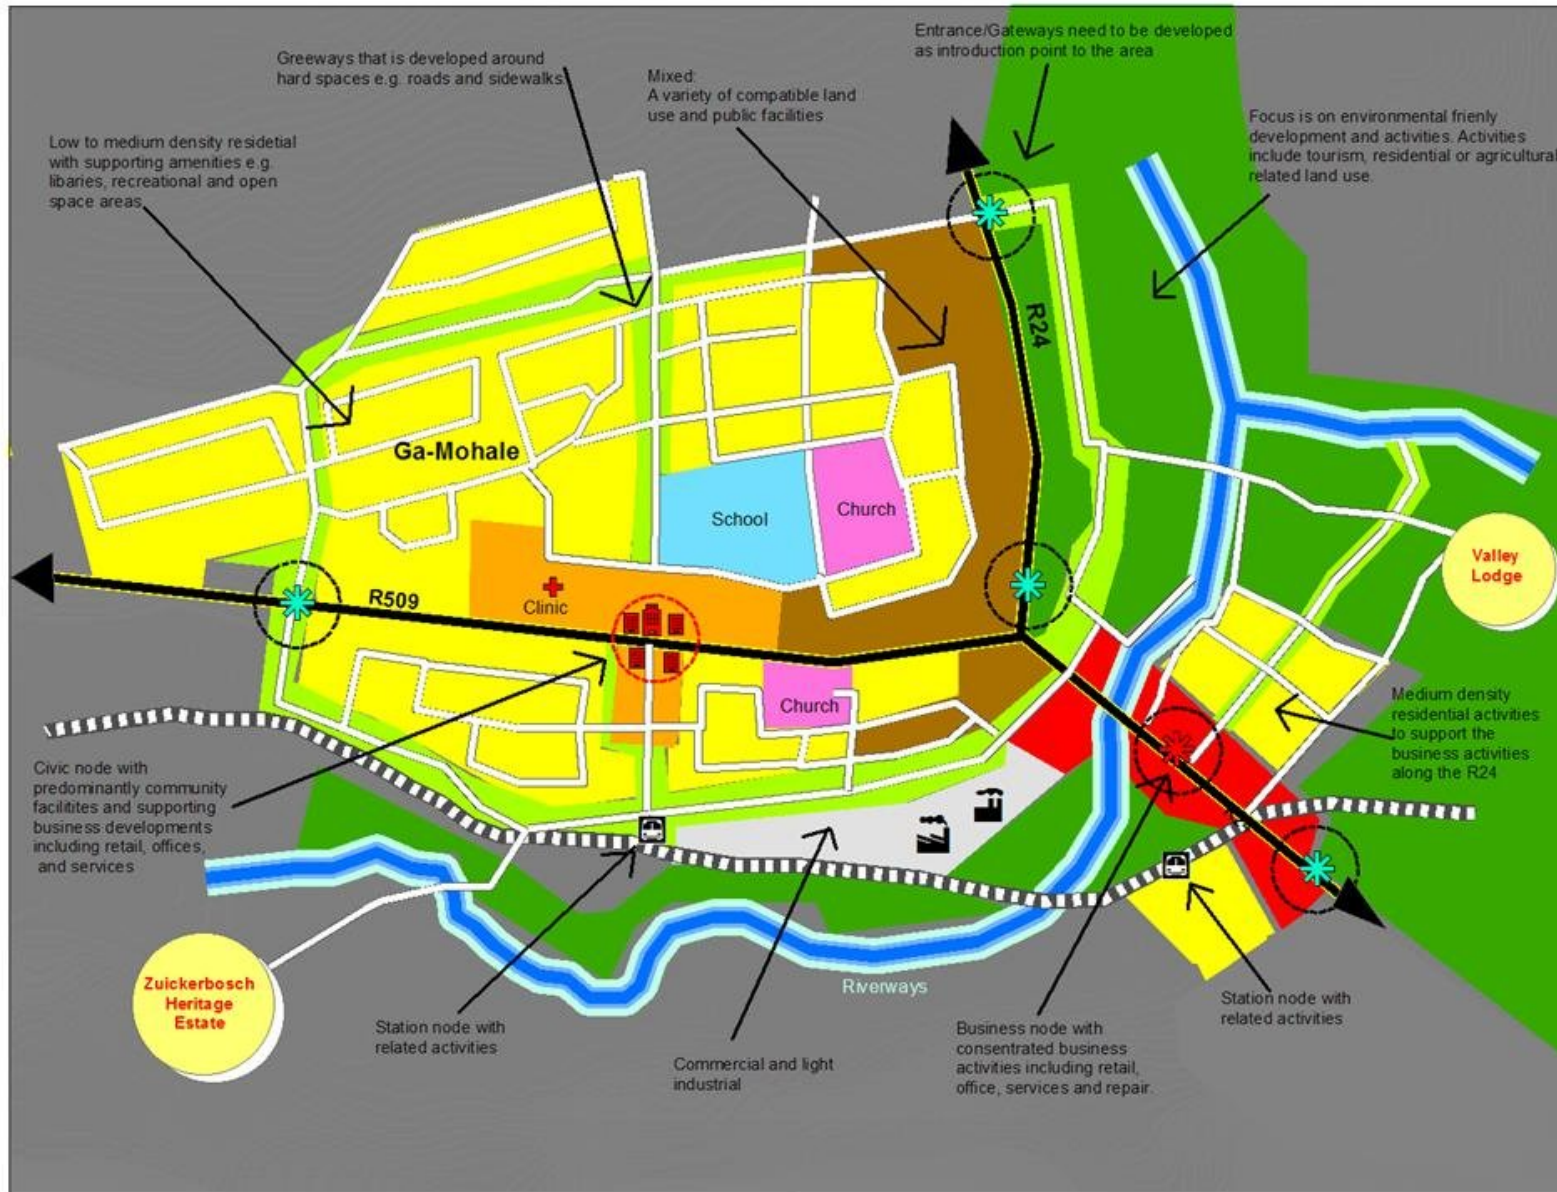 Entrance/Gateways need to be developed
as introduction point to the area
Greeways that is developed around
hard spaces e.g. roads and sidewalks.
Mixed:
A variety of compatible land
use and public facilities
Focus is on environmental frienly
development and activities. Activities
include tourism, residential or agricultural
related land use.
Low to medium density residetial
with supporting amenities e.g.
libaries, recreational and open
space areas
R24
Ga-Mohale
School
Church
Valley
Lodge
R509
Clinic
Church
Medium density
residential activities
to support the
business activities
along the R24
Civic node with
predominantly community
facilitites and supporting
business developments
including retail, offices,
and services
Zuickerbosch
Heritage
Estate
Riverways
Station node with
related activities
Station node with
related activities
Commercial and light
industrial
Business node with
consentrated business
activities including retail,
office, services and repair.